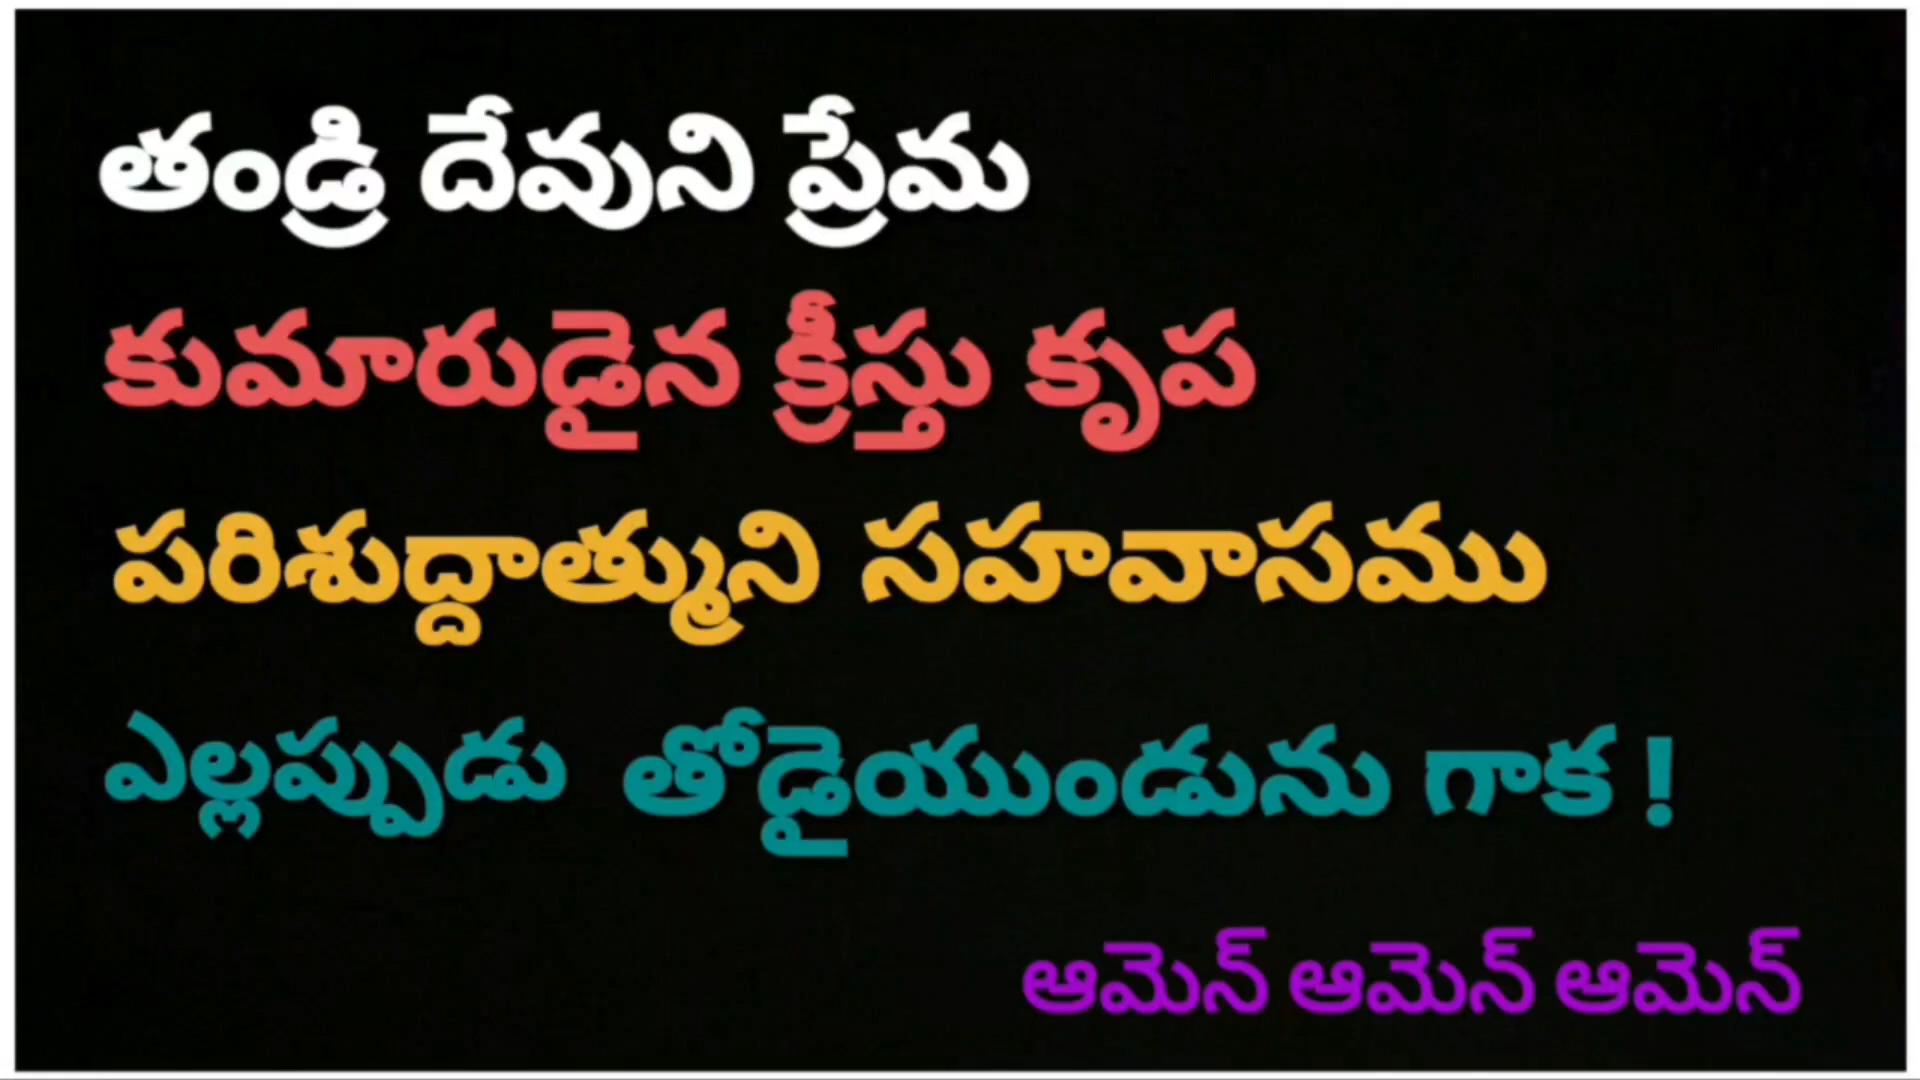 తండ్రి దేవుని ప్రేమ
కుమారుడైన క్రీస్తు కృప
పరిశుద్దాత్ముని సహవాసము
ఎల్లప్పుడు తోడైయుండును గాక !
ఆమెన్ ఆమెన్ ఆమెన్